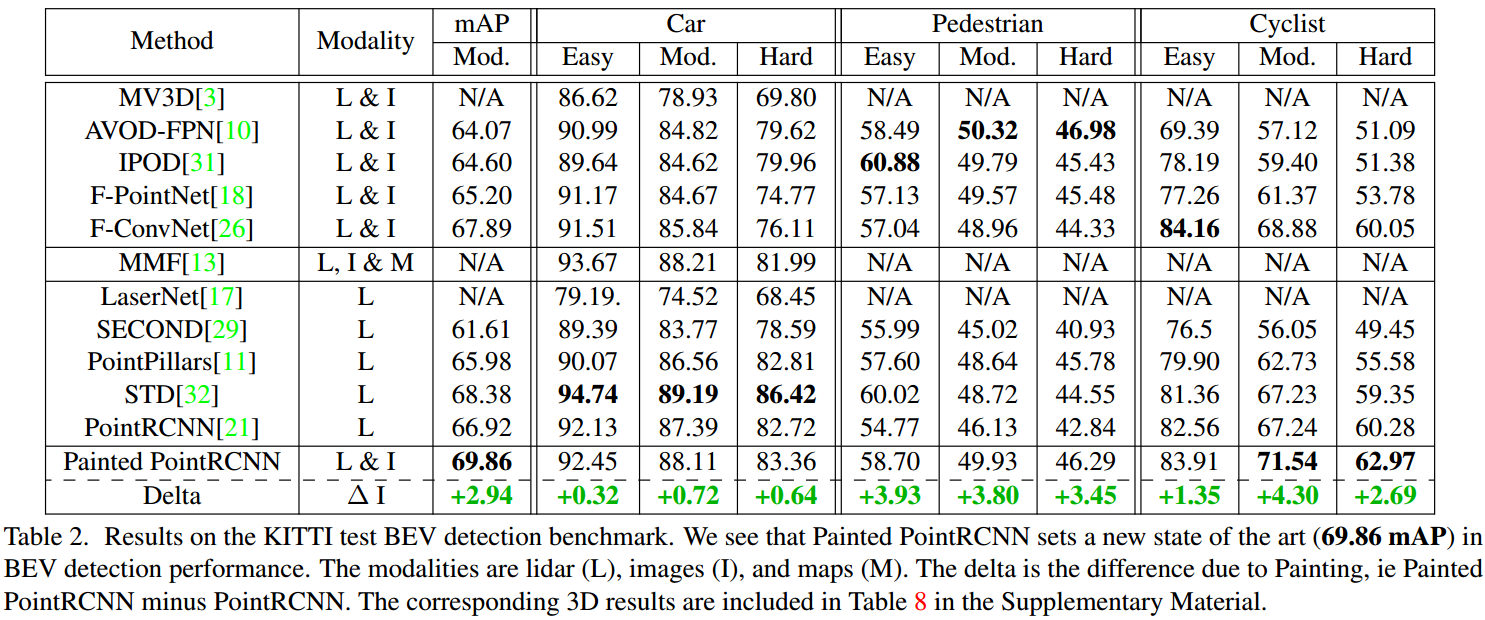 Method Modality mAP Car Pedestrian Cyclist
Mod. Easy Mod. Hard Easy Mod. Hard Easy Mod. Hard
MV3D[3] L & I N/A 86.62 78.93 69.80 N/A N/A N/A N/A N/A N/A
AVOD-FPN[10] L & I 64.07 90.99 84.82 79.62 58.49 50.32 46.98 69.39 57.12 51.09
IPOD[31] L & I 64.60 89.64 84.62 79.96 60.88 49.79 45.43 78.19 59.40 51.38
F-PointNet[18] L & I 65.20 91.17 84.67 74.77 57.13 49.57 45.48 77.26 61.37 53.78
F-ConvNet[26] L & I 67.89 91.51 85.84 76.11 57.04 48.96 44.33 84.16 68.88 60.05
MMF[13] L, I & M N/A 93.67 88.21 81.99 N/A N/A N/A N/A N/A N/A
LaserNet[17] L N/A 79.19. 74.52 68.45 N/A N/A N/A N/A N/A N/A
SECOND[29] L 61.61 89.39 83.77 78.59 55.99 45.02 40.93 76.5 56.05 49.45
PointPillars[11] L 65.98 90.07 86.56 82.81 57.60 48.64 45.78 79.90 62.73 55.58
STD[32] L 68.38 94.74 89.19 86.42 60.02 48.72 44.55 81.36 67.23 59.35
PointRCNN[21] L 66.92 92.13 87.39 82.72 54.77 46.13 42.84 82.56 67.24 60.28
Painted PointRCNN L & I 69.86 92.45 88.11 83.36 58.70 49.93 46.29 83.91 71.54 62.97
Delta Δ I +2.94 +0.32 +0.72 +0.64 +3.93 +3.80 +3.45 +1.35 +4.30 +2.69
Table 2. Results on the KITTI test BEV detection benchmark. We see that Painted PointRCNN sets a new state of the art (69.86 mAP) in
BEV detection performance. The modalities are lidar (L), images (I), and maps (M). The delta is the difference due to Painting, ie Painted
PointRCNN minus PointRCNN. The corresponding 3D results are included in Table 8 in the Supplementary Material.